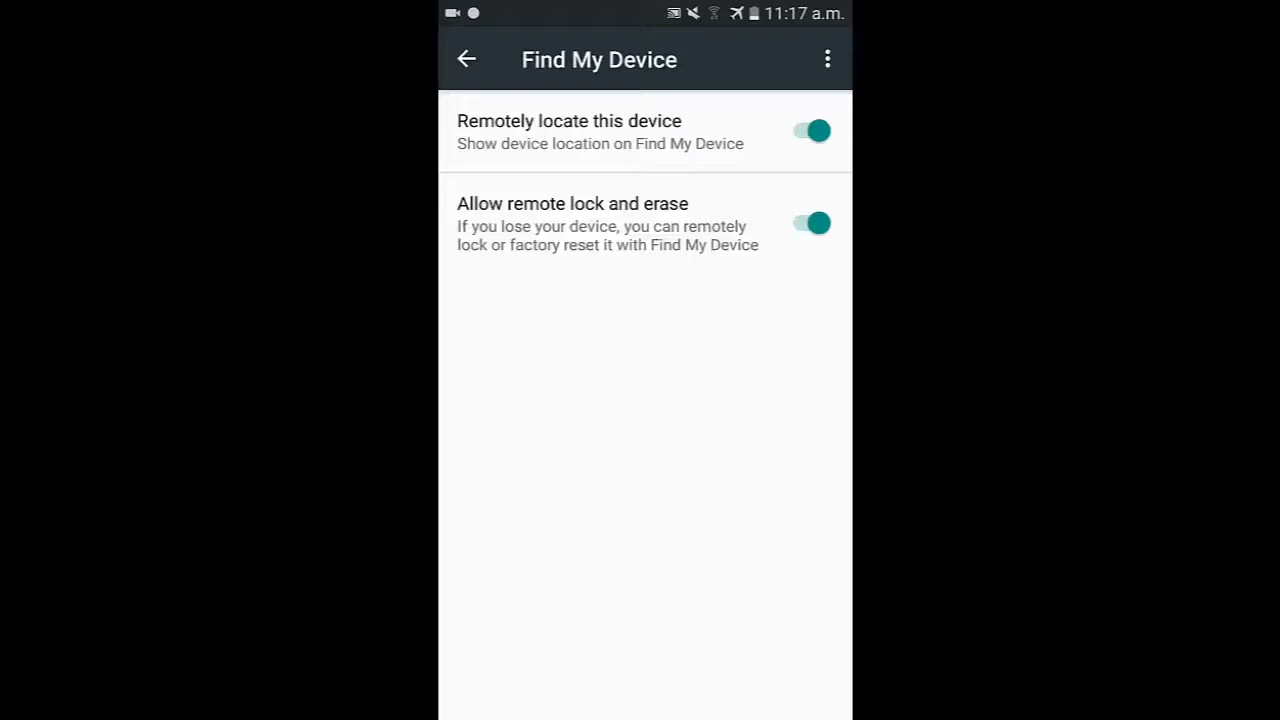 11:17 a.m.
Find My Device
Remotely locate this device
Show device location on Find My Device
Allow remote lock and erase
If you lose your device, you can remotely
lock or factory reset it with Find My Device